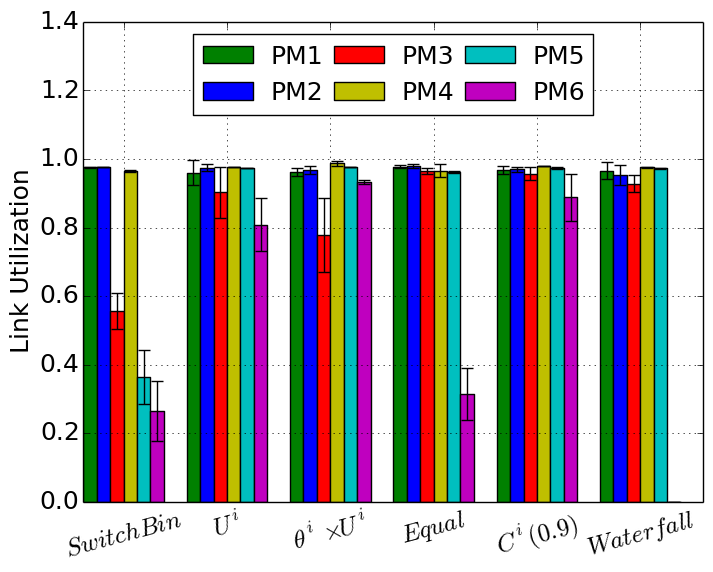 1.4
PM1 PM3 PM5
PM2 PM4 PM6
1.2
1.0
0.8
0.6
0.4
0.2
0.0
Link Utilization
SwitchBin U^i θ^i × U^i Equal C^i (0.9) Waterfall